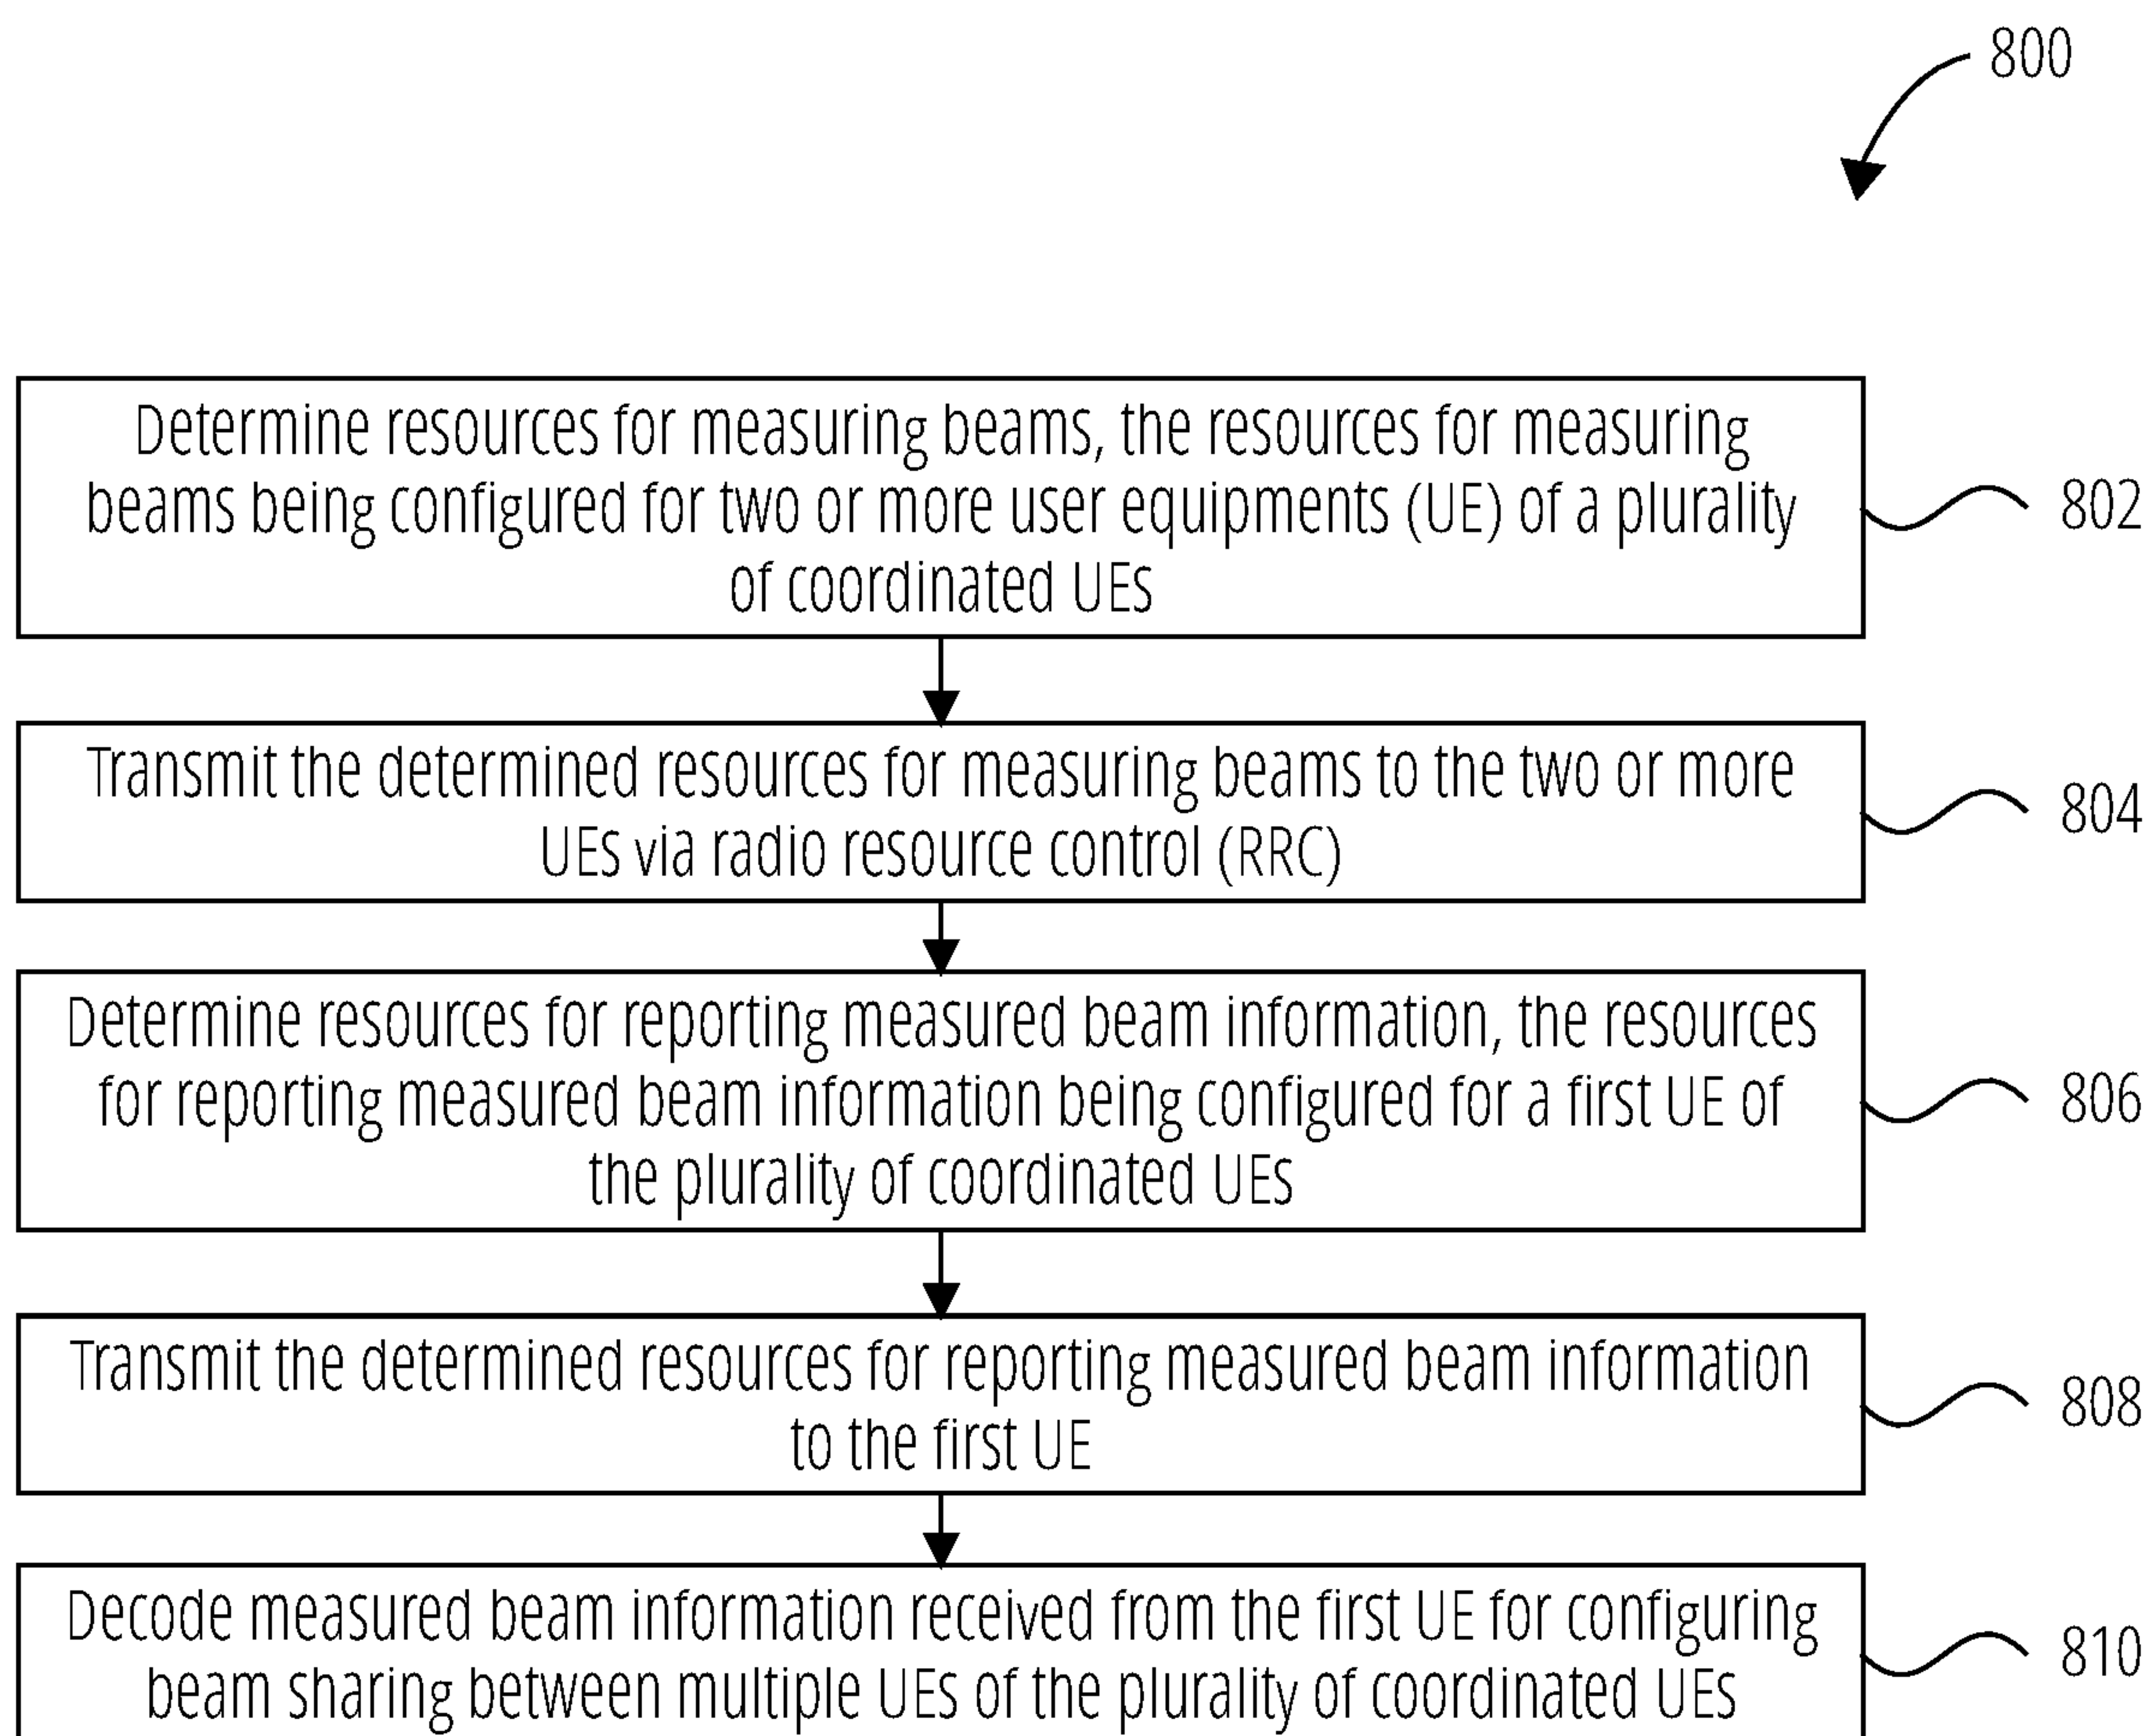 800
Determine resources for measuring beams, the resources for measuring
beams being configured for two or more user equipments (UE) of a plurality
of coordinated UEs
802
Transmit the determined resources for measuring beams to the two or more
UEs via radio resource control (RRC)
804
Determine resources for reporting measured beam information, the resources
for reporting measured beam information being configured for a first UE of
the plurality of coordinated UEs
806
Transmit the determined resources for reporting measured beam information
to the first UE
808
Decode measured beam information received from the first UE for configuring
beam sharing between multiple UEs of the plurality of coordinated UEs
810